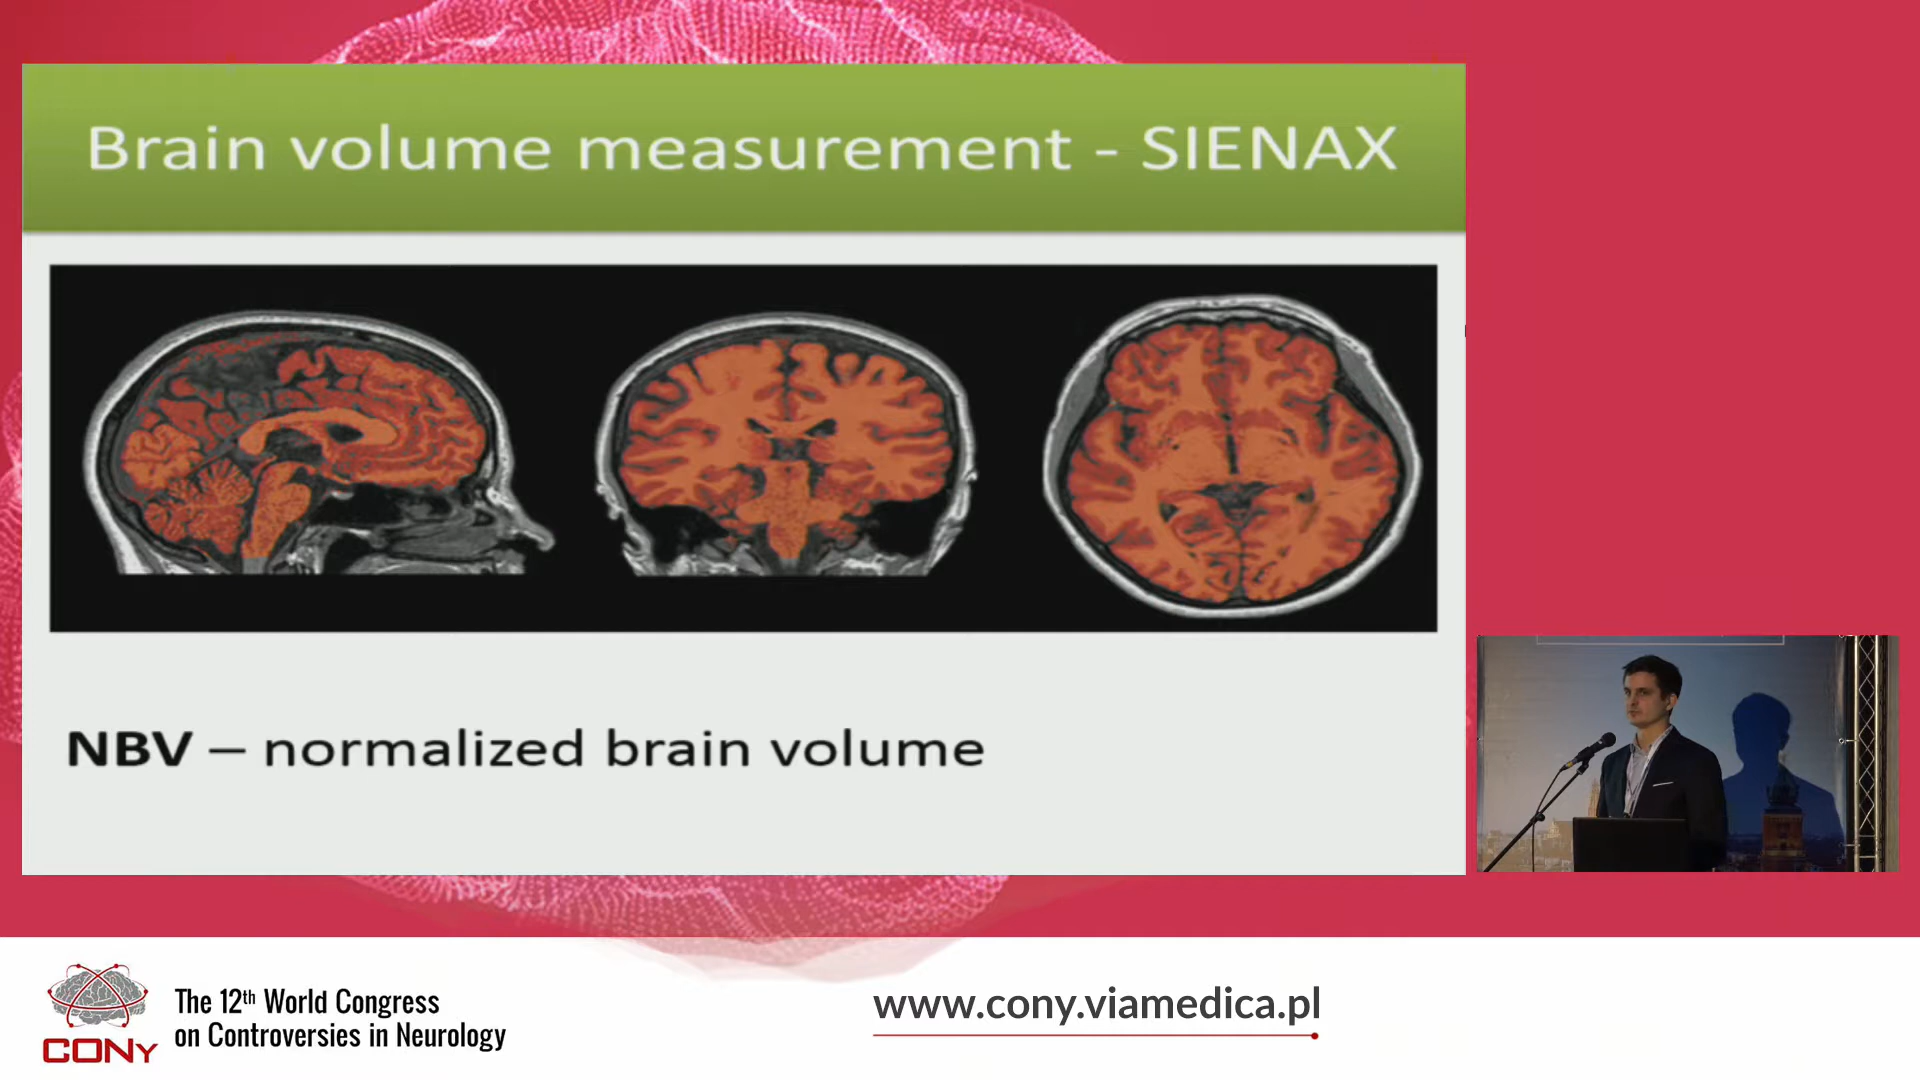 Brain volume measurement - SIENAX
NBV – normalized brain volume
CONy
The 12th World Congress
on Controversies in Neurology
www.cony.viamedica.pl